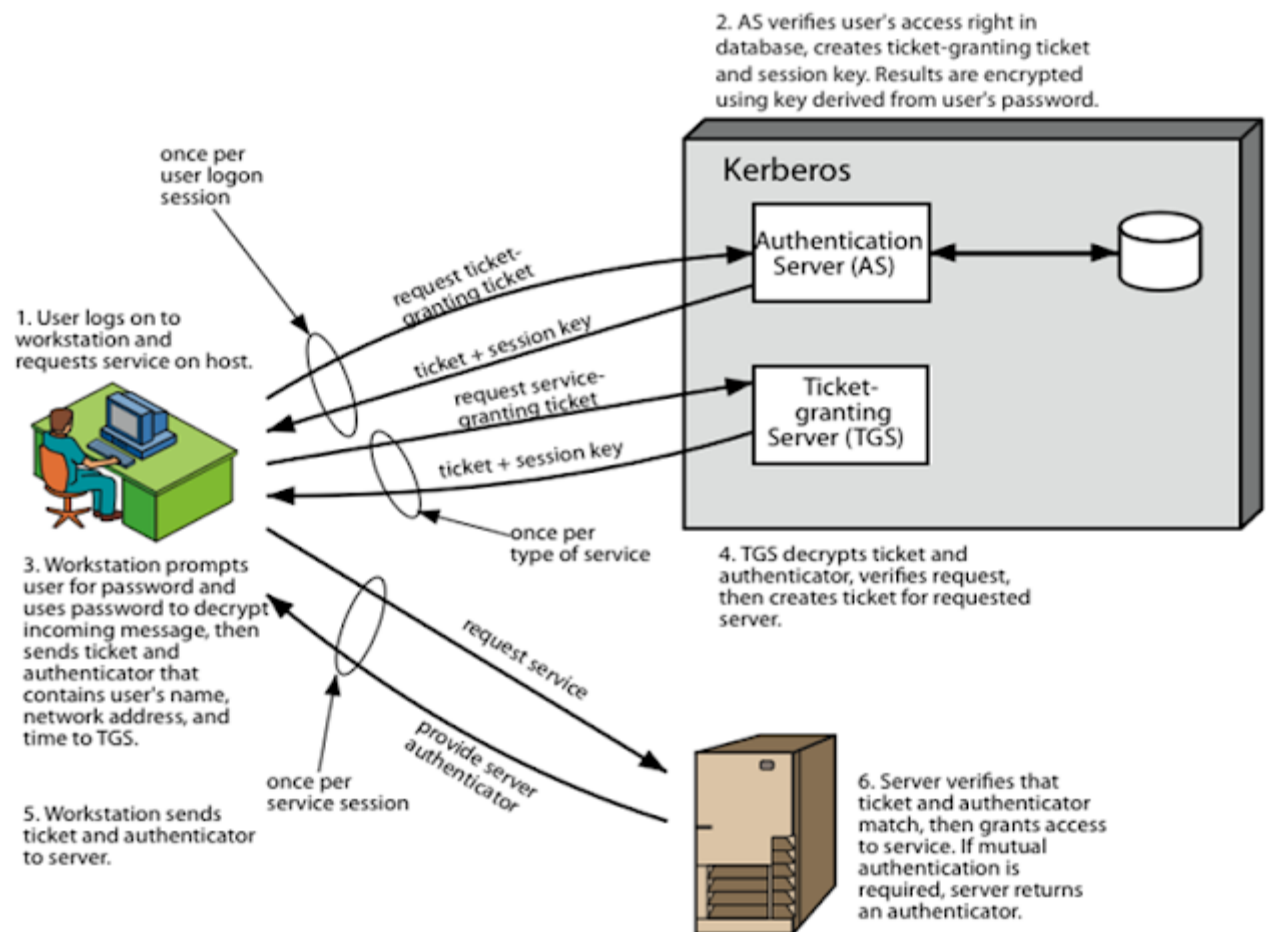 2. AS verifies user's access right in
database, creates ticket-granting ticket
and session key. Results are encrypted
using key derived from user's password.
once per
user logon
session
Kerberos
Authentication
Server (AS)
request ticket-
granting ticket
1. User logs on to
workstation and
requests service on host.
ticket + session key
request service-
granting ticket
Ticket-
granting
Server (TGS)
ticket + session key
once per
type of service
3. Workstation prompts
user for password and
uses password to decrypt
incoming message, then
sends ticket and
authenticator that
contains user's name,
network address, and
time to TGS.
4. TGS decrypts ticket and
authenticator, verifies request,
then creates ticket for requested
server.
request service
provide server
authenticator
once per
service session
5. Workstation sends
ticket and authenticator
to server.
6. Server verifies that
ticket and authenticator
match, then grants access
to service. If mutual
authentication is
required, server returns
an authenticator.